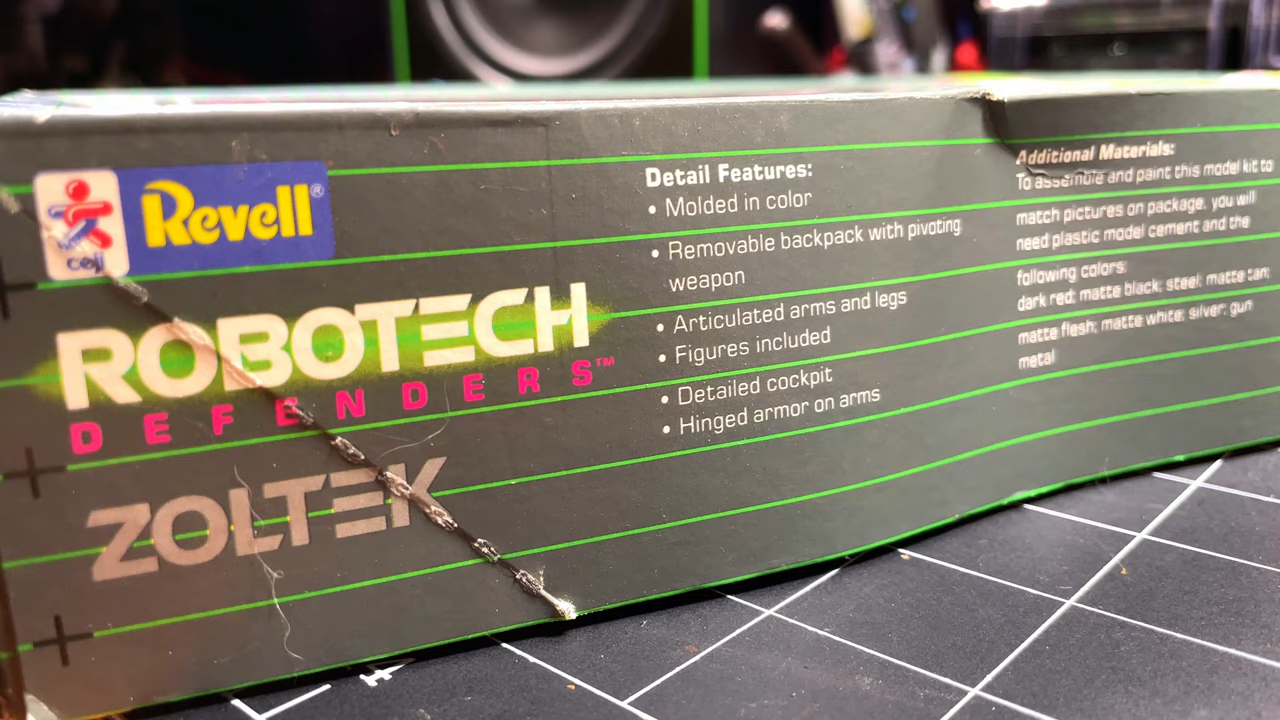 Revell®
ceji
ROBOTECH
DEFENDERS™
ZOLTEK
Detail Features:
• Molded in color
• Removable backpack with pivoting
weapon
• Articulated arms and legs
• Figures included
• Detailed cockpit
• Hinged armor on arms
Additional Materials:
To assemble and paint this model kit to
match pictures on package, you will
need plastic model cement and the
following colors:
dark red; matte black; steel; matte tan;
matte flesh; matte white; silver; gun
metal